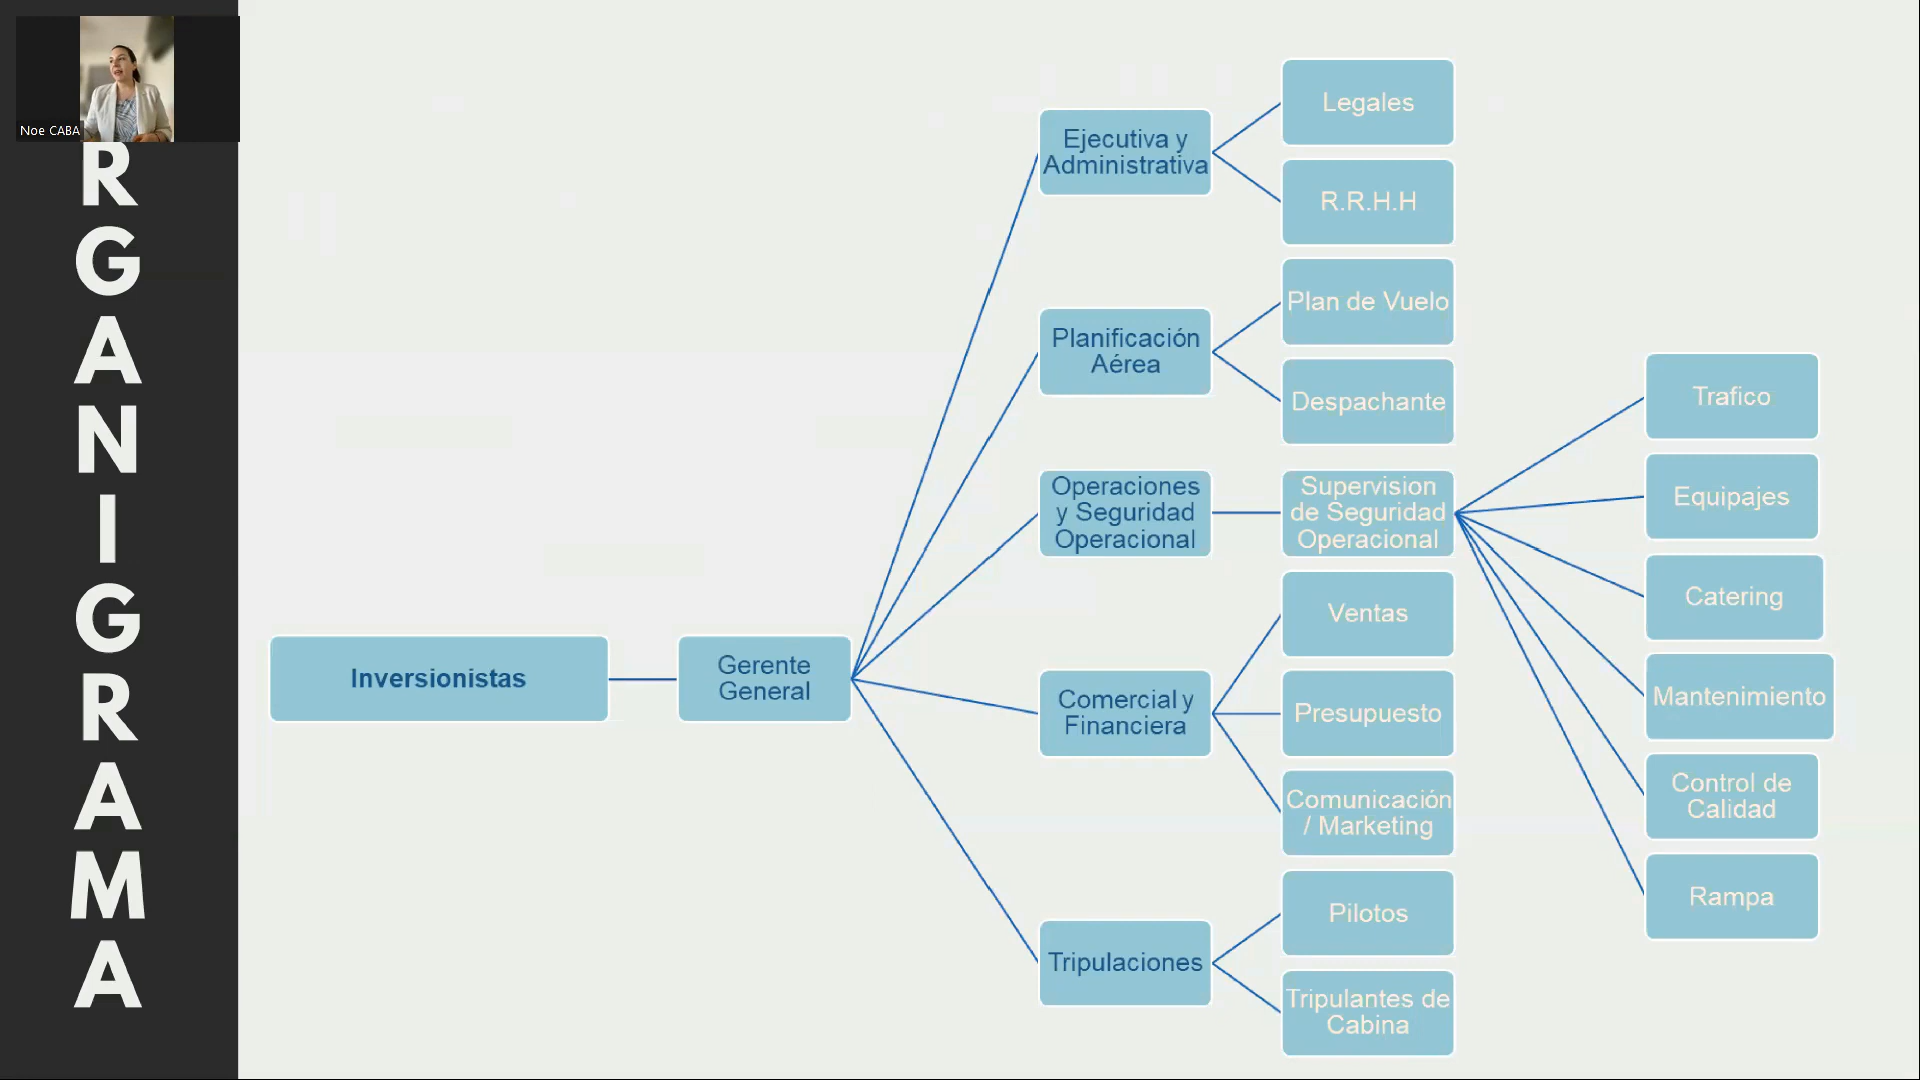 Noe CABA
RGANIGRAMA
Inversionistas
Gerente
General
Ejecutiva y
Administrativa
Legales
R.R.H.H
Planificación
Aérea
Plan de Vuelo
Despachante
Operaciones
y Seguridad
Operacional
Supervision
de Seguridad
Operacional
Trafico
Equipajes
Catering
Mantenimiento
Control de
Calidad
Rampa
Comercial y
Financiera
Ventas
Presupuesto
Comunicación
/ Marketing
Tripulaciones
Pilotos
Tripulantes de
Cabina